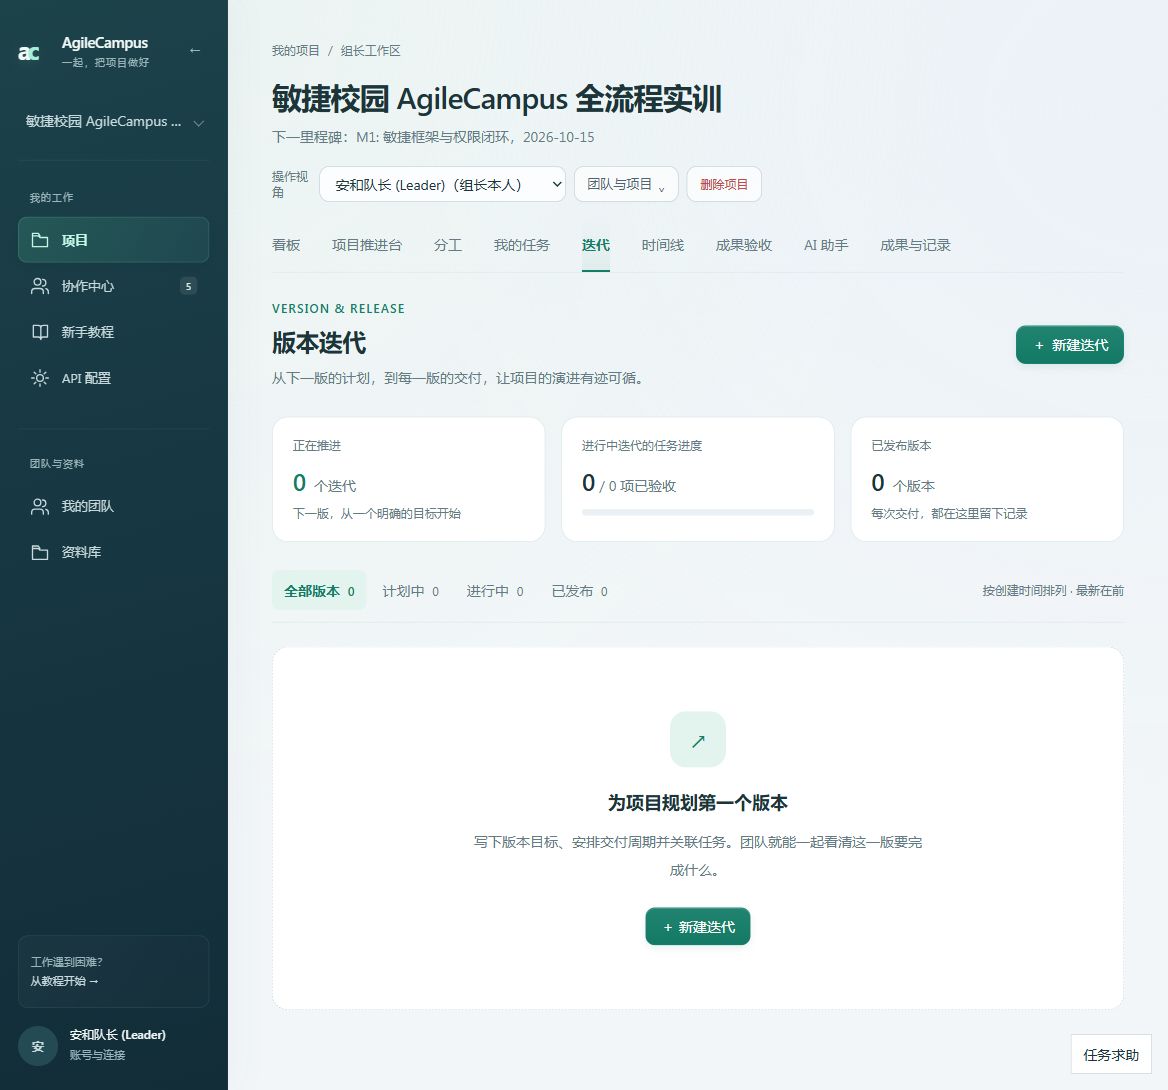 ac
AgileCampus
一起，把项目做好
←
敏捷校园 AgileCampus ...
我的工作
项目
协作中心 5
新手教程
API 配置
团队与资料
我的团队
资料库
工作遇到困难？
从教程开始 →
安
安和队长 (Leader)
账号与连接
我的项目 / 组长工作区
敏捷校园 AgileCampus 全流程实训
下一里程碑：M1: 敏捷框架与权限闭环，2026-10-15
操作视
角
安和队长 (Leader)（组长本人）
团队与项目
删除项目
看板 项目推进台 分工 我的任务 迭代 时间线 成果验收 AI 助手 成果与记录
VERSION & RELEASE
版本迭代
+ 新建迭代
从下一版的计划，到每一版的交付，让项目的演进有迹可循。
正在推进
0 个迭代
下一版，从一个明确的目标开始
进行中迭代的任务进度
0 / 0 项已验收
已发布版本
0 个版本
每次交付，都在这里留下记录
全部版本 0 计划中 0 进行中 0 已发布 0
按创建时间排列 · 最新在前
↗
为项目规划第一个版本
写下版本目标、安排交付周期并关联任务。团队就能一起看清这一版要完
成什么。
+ 新建迭代
任务求助